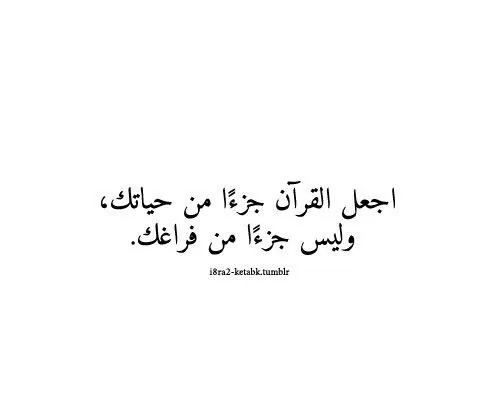 اجعل القرآن جزءًا من حياتك،
وليس جزءًا من فراغك.
i8ra2-ketabk.tumblr